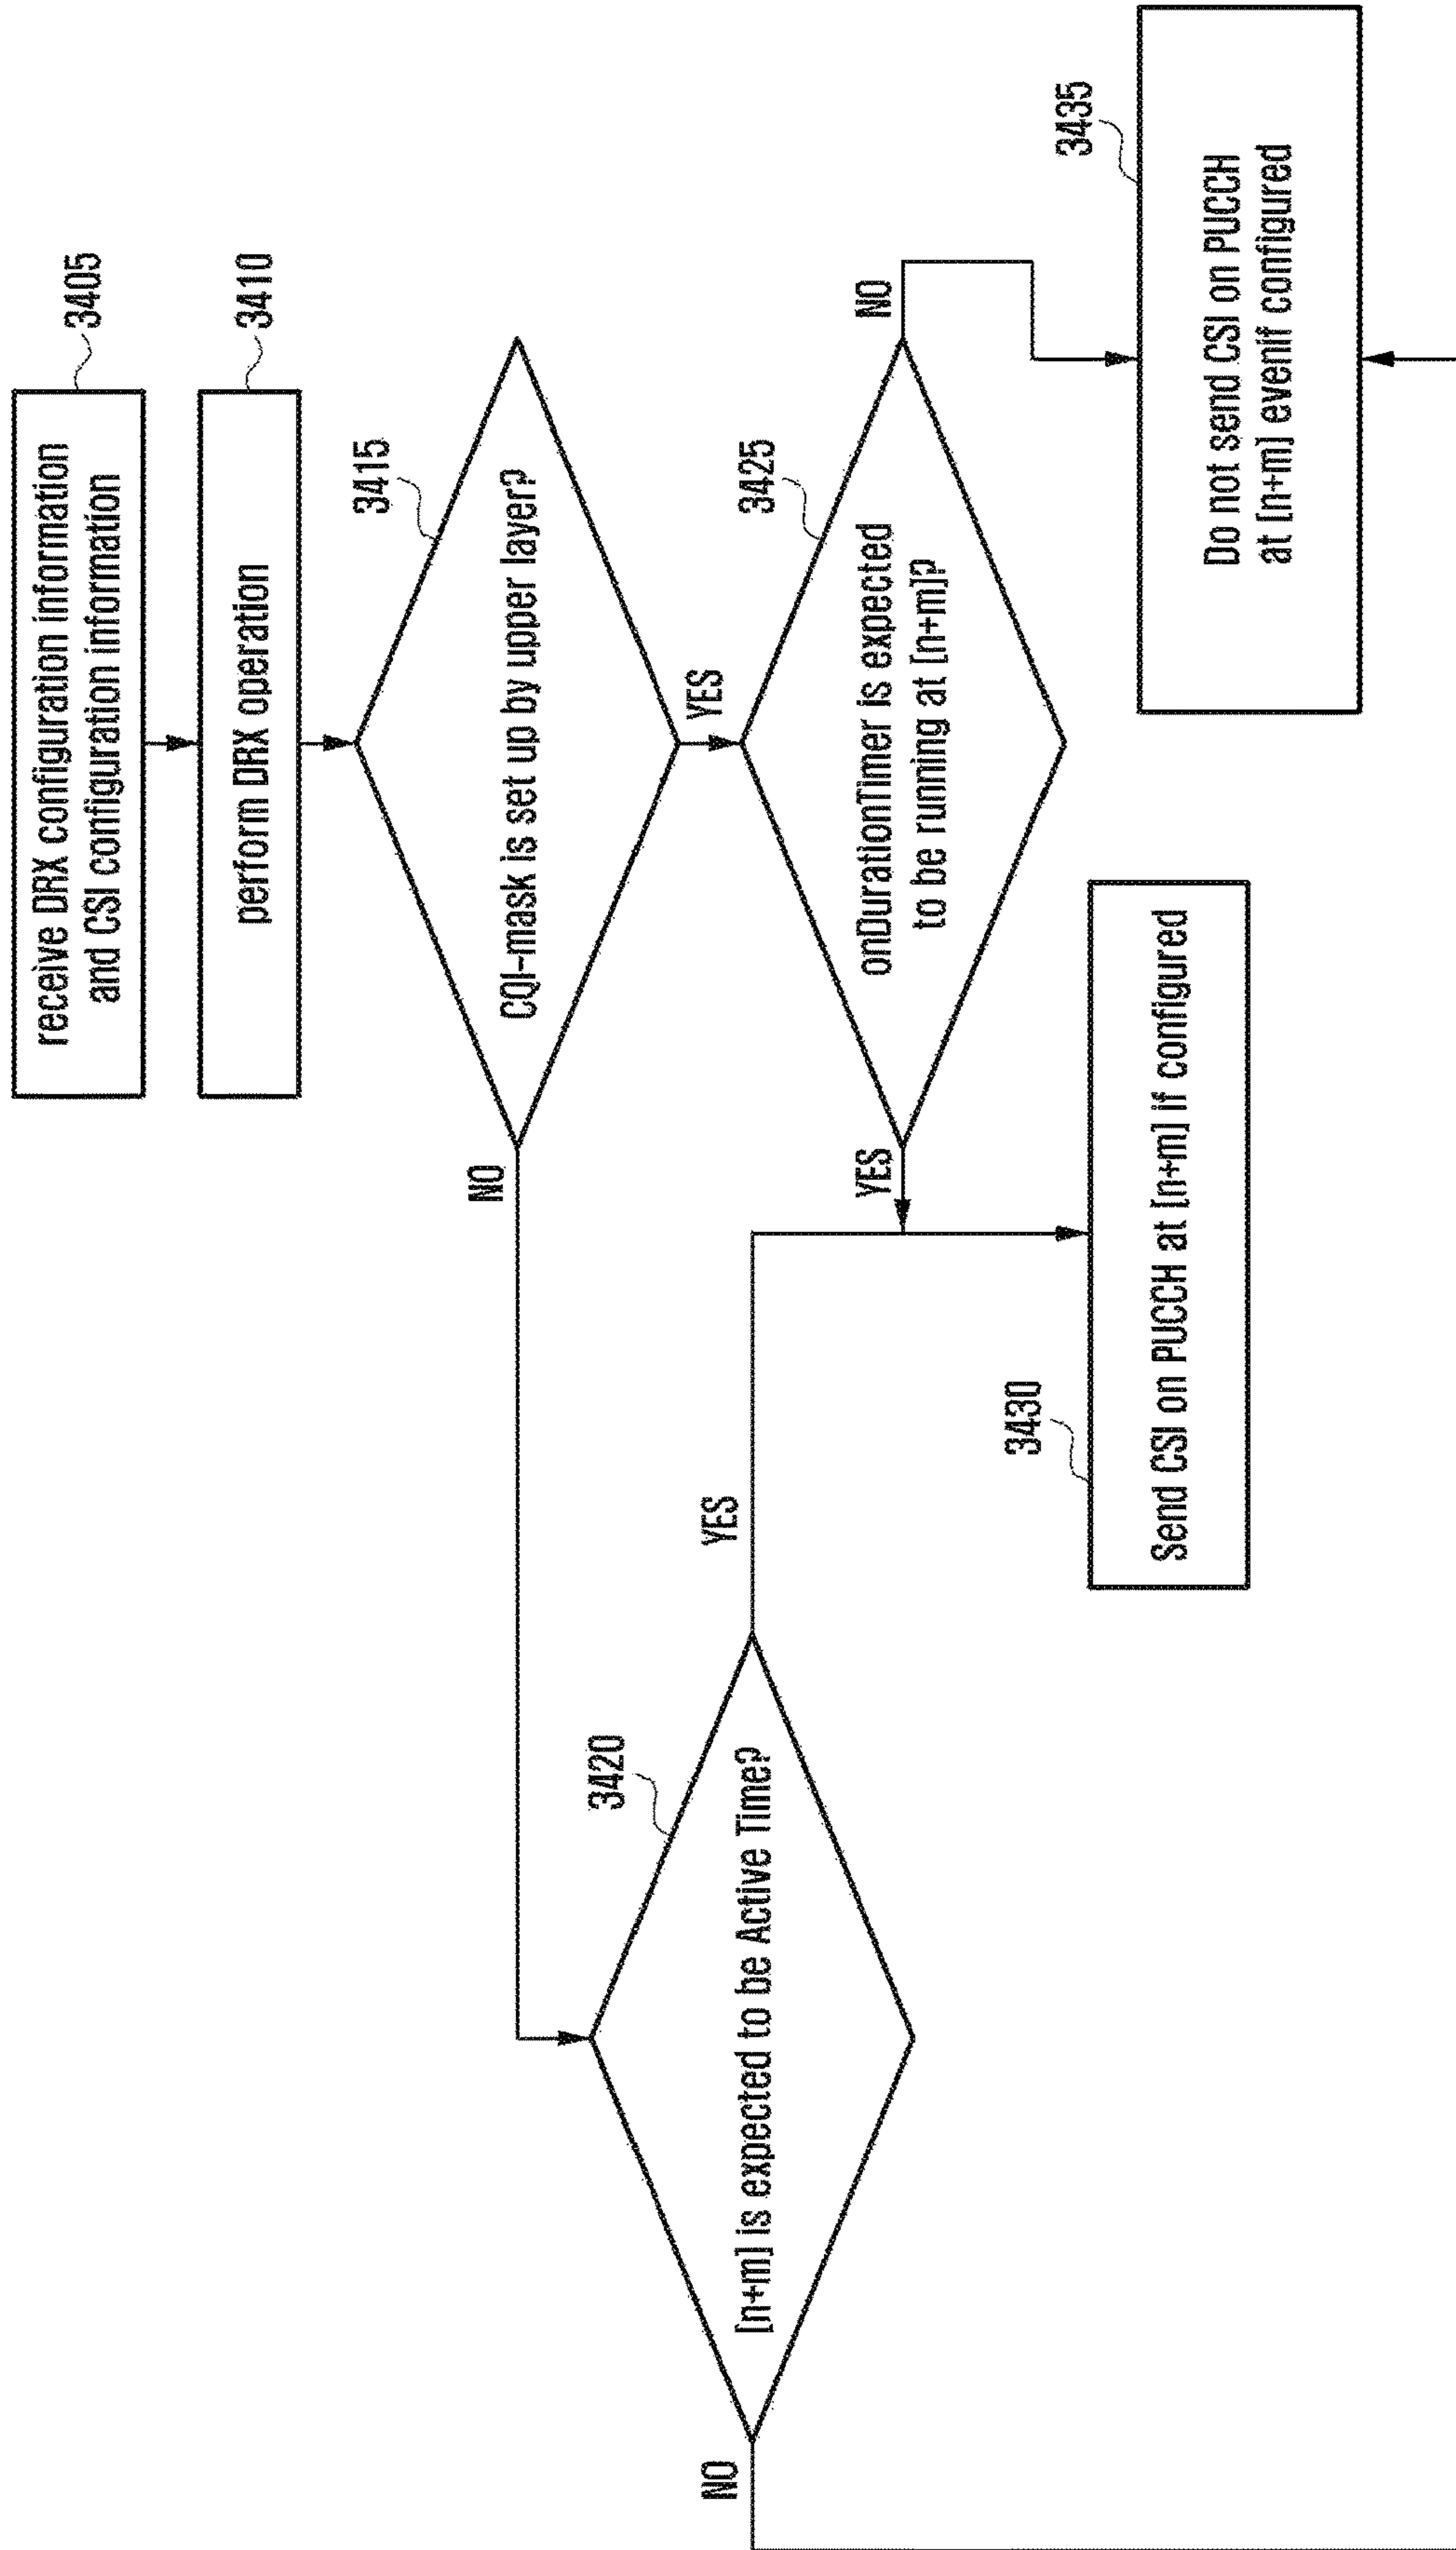 receive DRX configuration information
and CSI configuration information
3405
perform DRX operation
3410
CQI-mask is set up by upper layer?
3415
NO
YES
[n+m] is expected to be Active Time?
3420
NO
YES
onDurationTimer is expected
to be running at [n+m]?
3425
YES
NO
Send CSI on PUCCH at [n+m] if configured
3430
Do not send CSI on PUCCH
at [n+m] evenif configured
3435